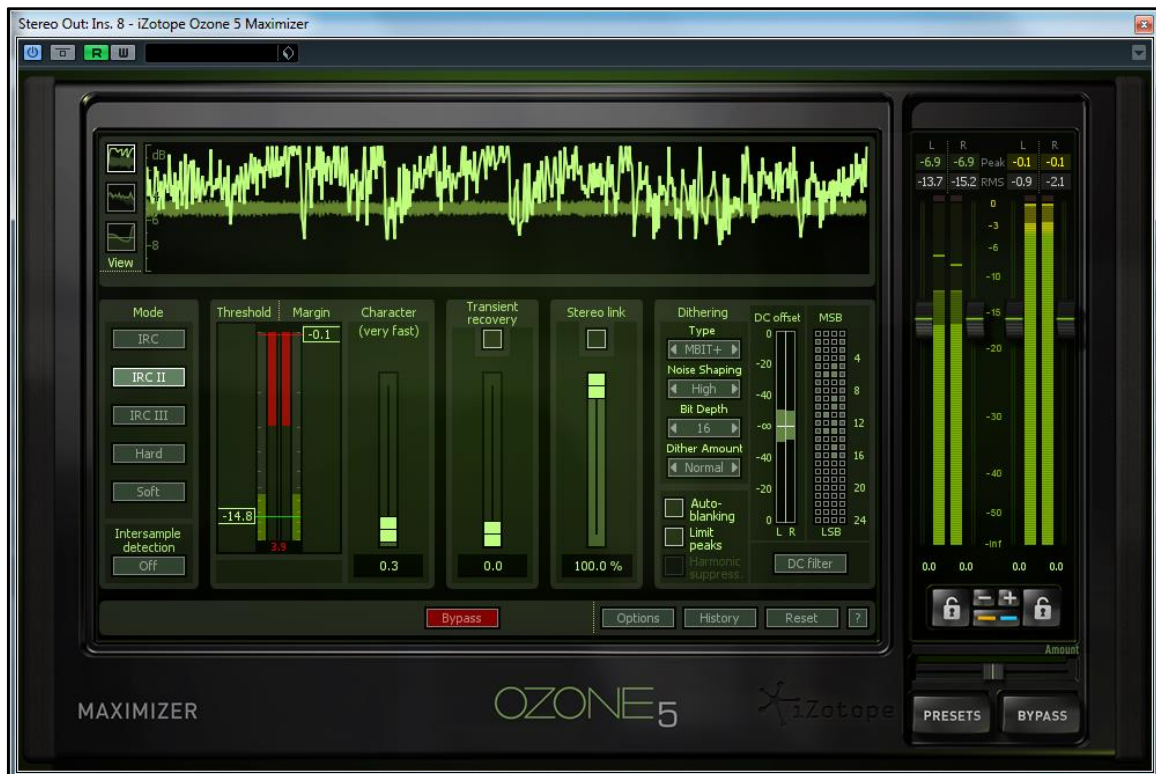 Stereo Out: Ins. 8 - iZotope Ozone 5 Maximizer
R W
dB
-6
-8
View
L R L R
-6.9 -6.9 Peak -0.1 -0.1
-13.7 -15.2 RMS -0.9 -2.1
0
-3
-6
-10
-15
-20
-30
-40
-50
-Inf
0.0 0.0 0.0 0.0
Mode
IRC
IRC II
IRC III
Hard
Soft
Intersample
detection
Off
Threshold Margin
-0.1
-14.8
3.9
Character
(very fast)
0.3
Transient
recovery
0.0
Stereo link
100.0 %
Dithering
Type
MBIT+
Noise Shaping
High
Bit Depth
16
Dither Amount
Normal
Auto-
blanking
Limit
peaks
Harmonic
suppress.
DC offset
0
-20
-40
-∞
-40
-20
0
L R
MSB
4
8
12
16
20
24
LSB
DC filter
Bypass
Options
History
Reset
?
Amount
MAXIMIZER
OZONE 5
iZotope
PRESETS
BYPASS